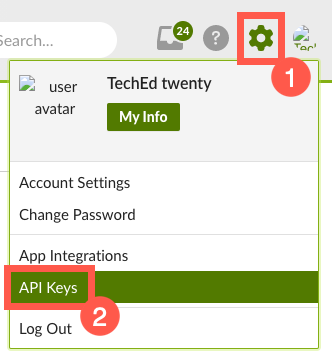 Search...
24
?
Tec
1
user
avatar
TechEd twenty
My Info
Account Settings
Change Password
App Integrations
API Keys
2
Log Out